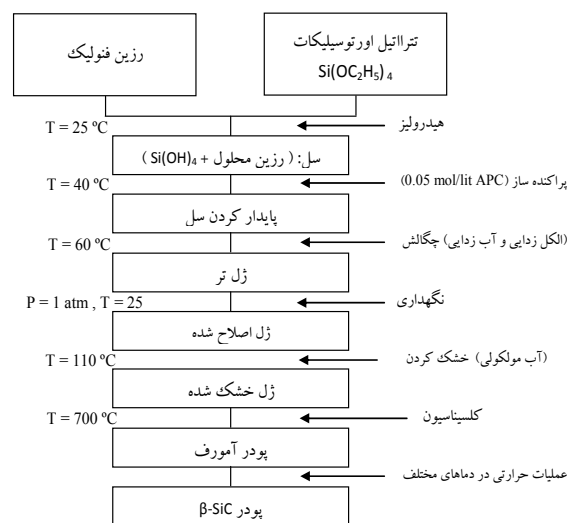 رزین فنولیك
تترااتیل اورتوسیلیکات
Si(OC2H5) 4
T = 25 ºC
هیدرولیز
سل: ( رزین محلول + Si(OH)4 )
T = 40 ºC
پراکنده ساز (0.05 mol/lit APC)
پایدار کردن سل
T = 60 ºC
(الکل زدایی و آب زدایی) چگالش
ژل تر
P = 1 atm , T = 25
نگهداری
ژل اصلاح شده
T = 110 ºC
(آب مولکولی) خشک کردن
ژل خشک شده
T = 700 ºC
کلسیناسیون
پودر آمورف
عملیات حرارتی در دماهای مختلف
پودر β-SiC